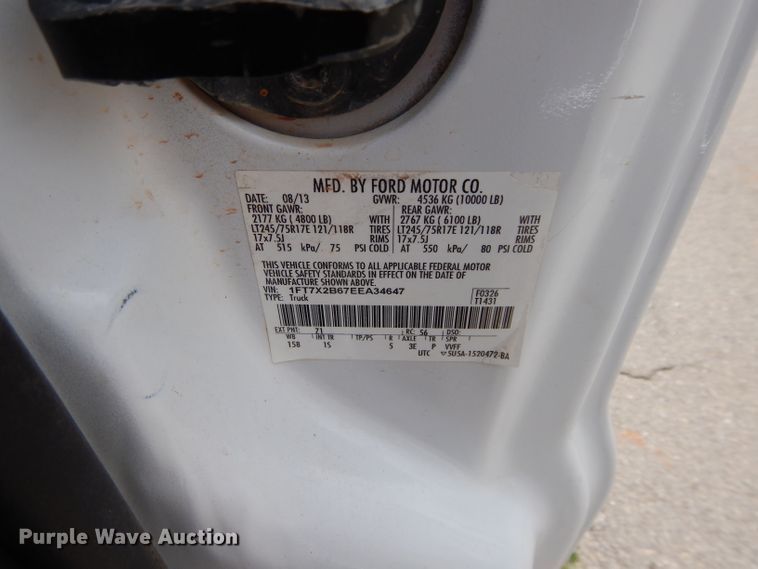 MFD. BY FORD MOTOR CO.
DATE: 08/13 GVWR: 4536 KG (10000 LB)
FRONT GAWR: REAR GAWR:
2177 KG ( 4800 LB) WITH 2767 KG ( 6100 LB) WITH
LT245/75R17E 121/118R TIRES LT245/75R17E 121/118R TIRES
17x7.5J RIMS 17x7.5J RIMS
AT 515 kPa/ 75 PSI COLD AT 550 kPa/ 80 PSI COLD
THIS VEHICLE CONFORMS TO ALL APPLICABLE FEDERAL MOTOR
VEHICLE SAFETY STANDARDS IN EFFECT ON THE DATE OF
MANUFACTURE SHOWN ABOVE.
VIN: 1FT7X2B67EEA34647 F0326
TYPE: Truck T1431
EXT PNT: Z1 RC: 56 DSO:
WB INT TR TP/PS R AXLE TR SPR
158 1S 5 3E P VVFF
UTC 5U5A-1520472-BA
Purple Wave Auction